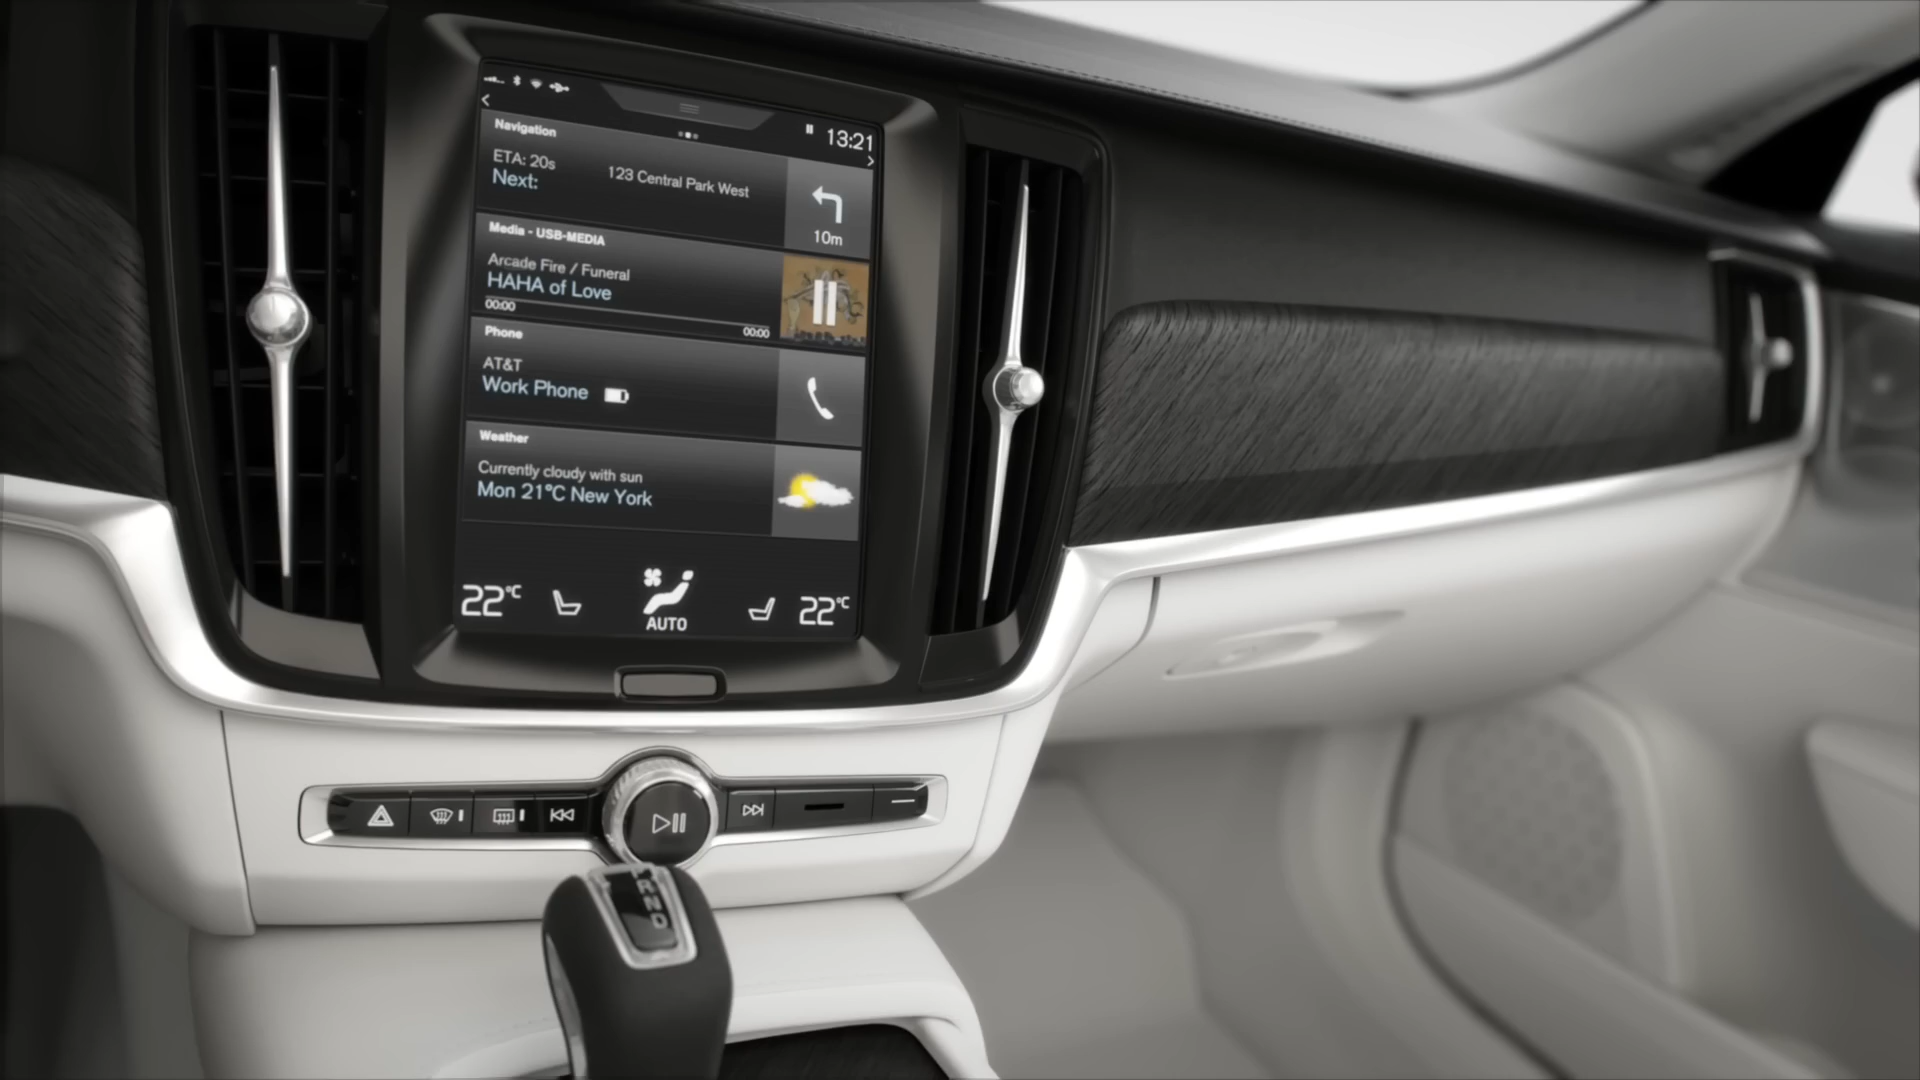 13:21
Navigation
ETA: 20s
123 Central Park West
Next:
10m
Media - USB-MEDIA
Arcade Fire / Funeral
HAHA of Love
00:00
00:00
Phone
AT&T
Work Phone
Weather
Currently cloudy with sun
Mon 21°C New York
22°C
AUTO
22°C
R
N
D